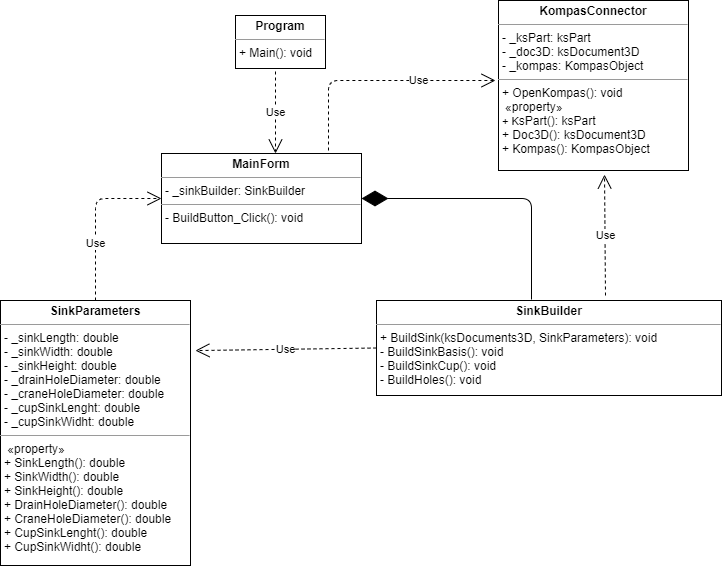 Program
+ Main(): void
KompasConnector
- _ksPart: ksPart
- _doc3D: ksDocument3D
- _kompas: KompasObject
+ OpenKompas(): void
«property»
+ KsPart(): ksPart
+ Doc3D(): ksDocument3D
+ Kompas(): KompasObject
Use
Use
MainForm
- _sinkBuilder: SinkBuilder
- BuildButton_Click(): void
Use
Use
SinkParameters
- _sinkLength: double
- _sinkWidth: double
- _sinkHeight: double
- _drainHoleDiameter: double
- _craneHoleDiameter: double
- _cupSinkLenght: double
- _cupSinkWidht: double
«property»
+ SinkLength(): double
+ SinkWidth(): double
+ SinkHeight(): double
+ DrainHoleDiameter(): double
+ CraneHoleDiameter(): double
+ CupSinkLenght(): double
+ CupSinkWidht(): double
Use
SinkBuilder
+ BuildSink(ksDocuments3D, SinkParameters): void
- BuildSinkBasis(): void
- BuildSinkCup(): void
- BuildHoles(): void